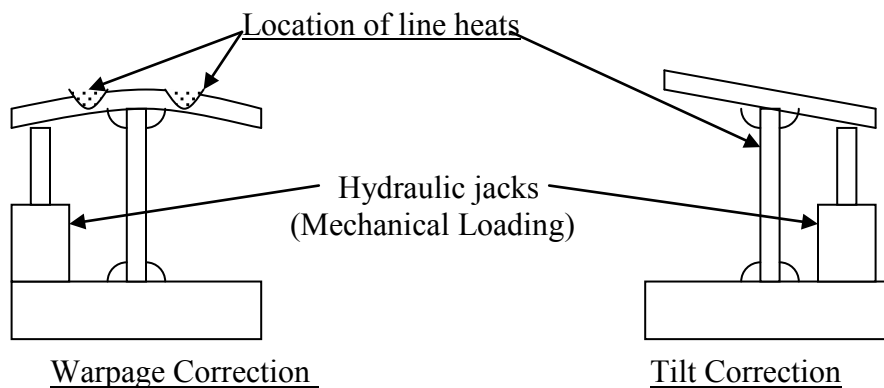 Location of line heats
Hydraulic jacks
(Mechanical Loading)
Warpage Correction
Tilt Correction